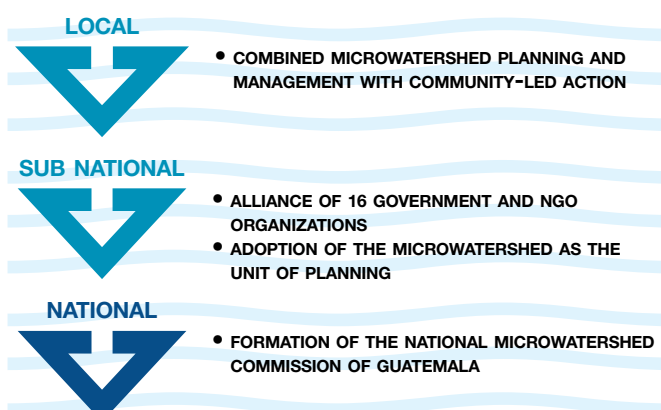 LOCAL
• COMBINED MICROWATERSHED PLANNING AND
MANAGEMENT WITH COMMUNITY-LED ACTION
SUB NATIONAL
• ALLIANCE OF 16 GOVERNMENT AND NGO
ORGANIZATIONS
• ADOPTION OF THE MICROWATERSHED AS THE
UNIT OF PLANNING
NATIONAL
• FORMATION OF THE NATIONAL MICROWATERSHED
COMMISSION OF GUATEMALA